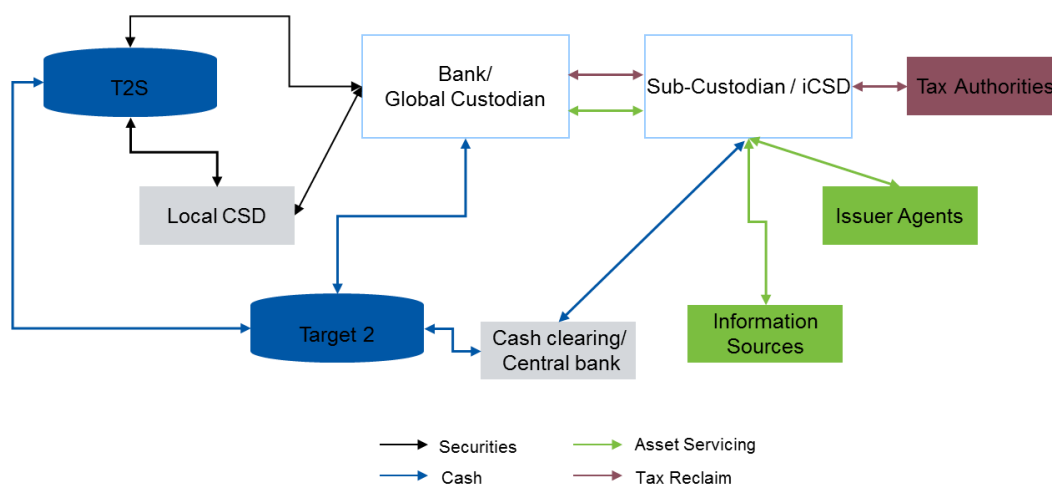 T2S
Bank/
Global Custodian
Sub-Custodian / iCSD
Tax Authorities
Local CSD
Issuer Agents
Target 2
Cash clearing/
Central bank
Information
Sources
Securities
Asset Servicing
Cash
Tax Reclaim